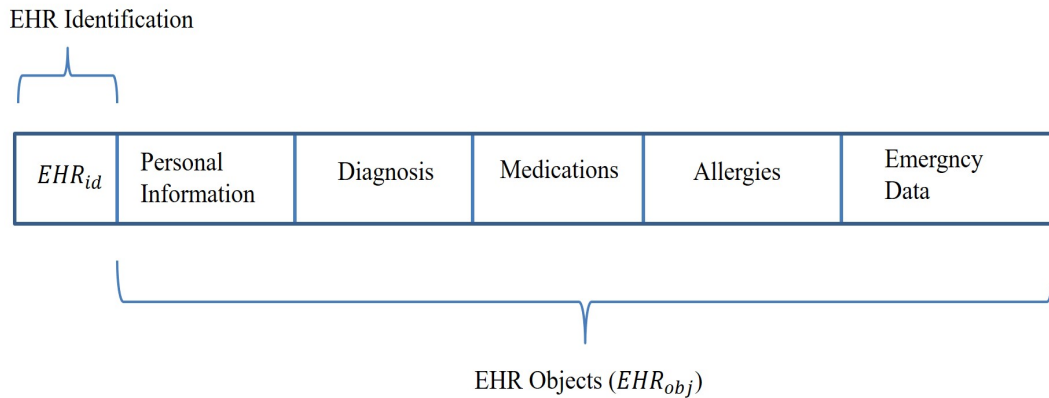 EHR Identification
EHR_id
Personal
Information
Diagnosis
Medications
Allergies
Emergncy
Data
EHR Objects (EHR_obj)